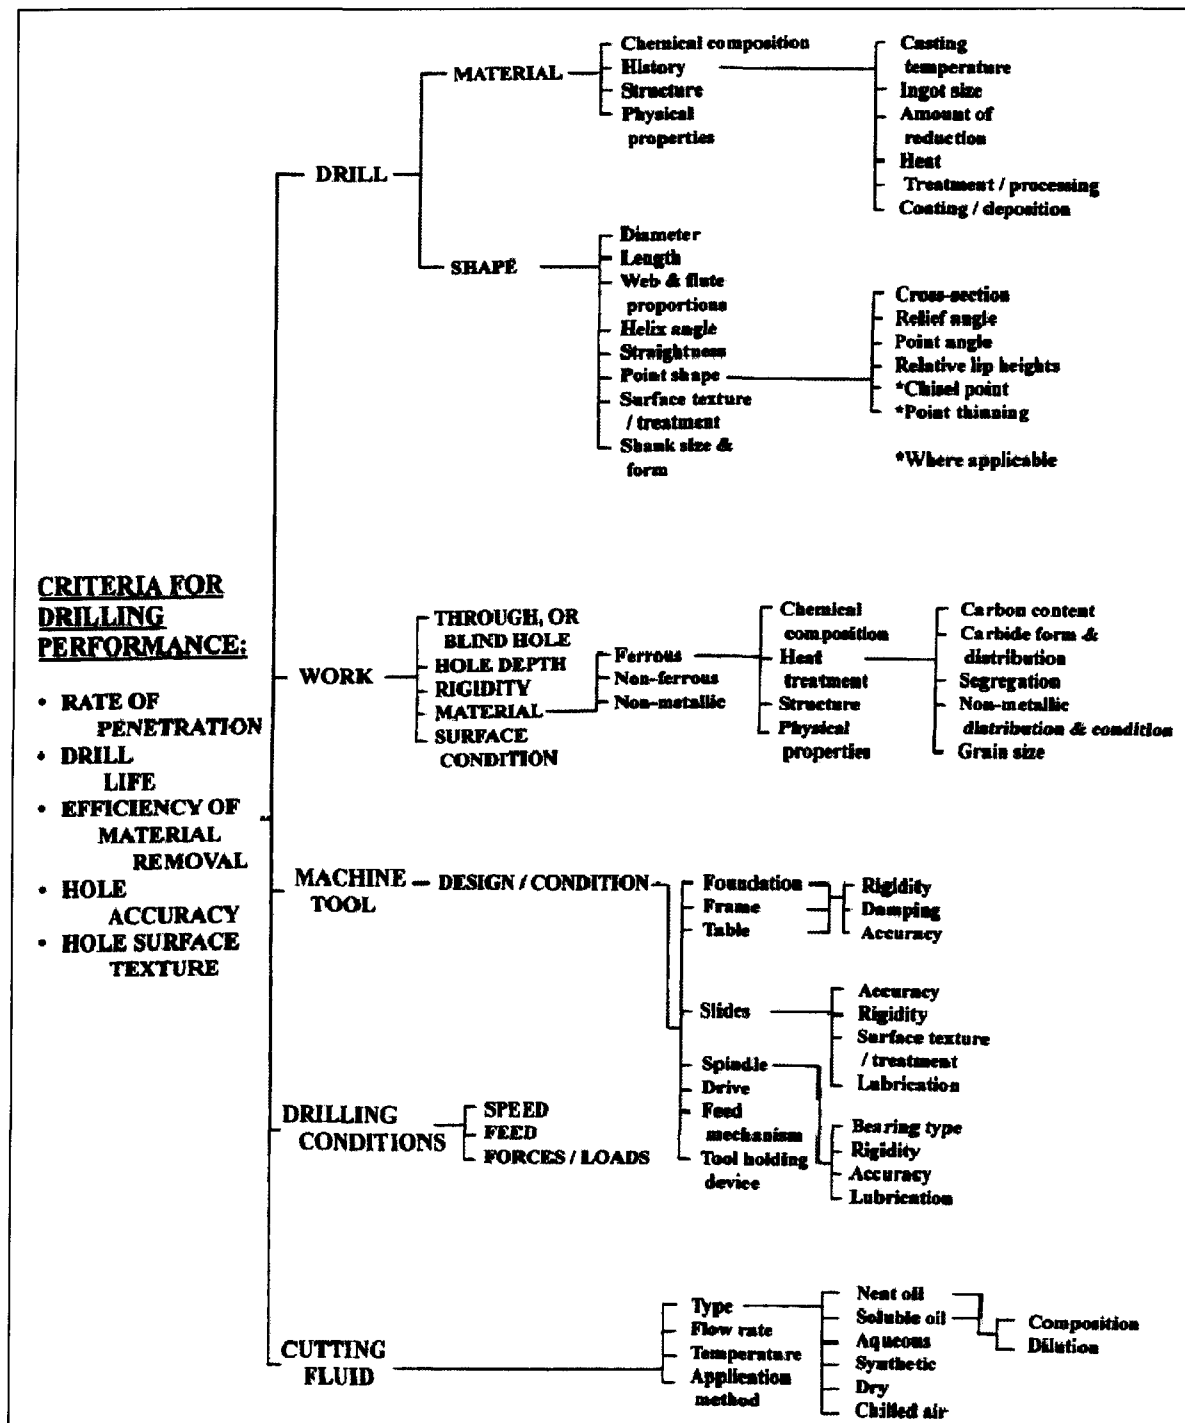 CRITERIA FOR
DRILLING
PERFORMANCE:
• RATE OF
PENETRATION
• DRILL
LIFE
• EFFICIENCY OF
MATERIAL
REMOVAL
• HOLE
ACCURACY
• HOLE SURFACE
TEXTURE
DRILL
MATERIAL
Chemical composition
History
Structure
Physical
properties
Casting
temperature
Ingot size
Amount of
reduction
Heat
Treatment / processing
Coating / deposition
SHAPE
Diameter
Length
Web & flute
proportions
Helix angle
Straightness
Point shape
Surface texture
/ treatment
Shank size &
form
Cross-section
Relief angle
Point angle
Relative lip heights
*Chisel point
*Point thinning
*Where applicable
WORK
THROUGH, OR
BLIND HOLE
HOLE DEPTH
RIGIDITY
MATERIAL
SURFACE
CONDITION
Ferrous
Non-ferrous
Non-metallic
Chemical
composition
Heat
treatment
Structure
Physical
properties
Carbon content
Carbide form &
distribution
Segregation
Non-metallic
distribution & condition
Grain size
MACHINE
TOOL
DESIGN / CONDITION
Foundation
Frame
Table
Rigidity
Damping
Accuracy
Slides
Accuracy
Rigidity
Surface texture
/ treatment
Lubrication
Spindle
Drive
Feed
mechanism
Tool holding
device
Bearing type
Rigidity
Accuracy
Lubrication
DRILLING
CONDITIONS
SPEED
FEED
FORCES / LOADS
CUTTING
FLUID
Type
Flow rate
Temperature
Application
method
Neat oil
Soluble oil
Aqueous
Synthetic
Dry
Chilled air
Composition
Dilution